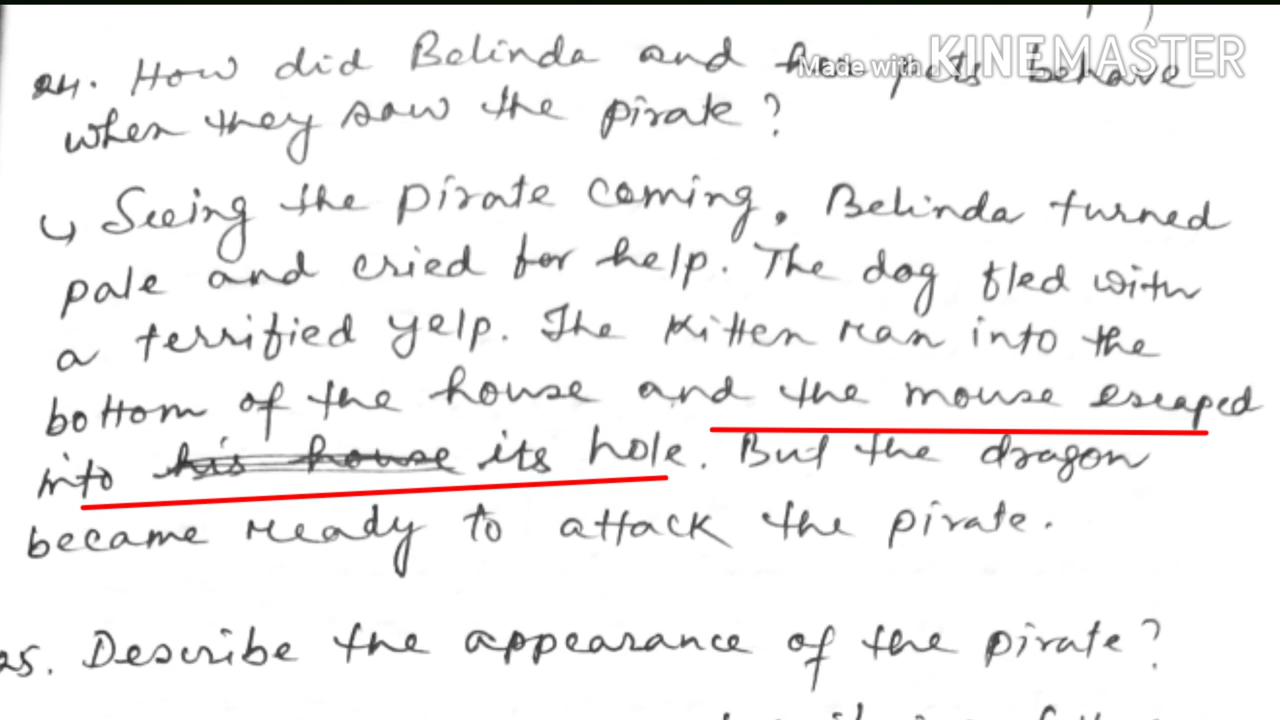 24. How did Belinda and her pets behave
Made with KINEMASTER
when they saw the pirate?
↳ Seeing the pirate coming, Belinda turned
pale and cried for help. The dog fled with
a terrified yelp. The Kitten ran into the
bottom of the house and the mouse escaped
into his house its hole. But the dragon
became ready to attack the pirate.
25. Describe the appearance of the pirate?